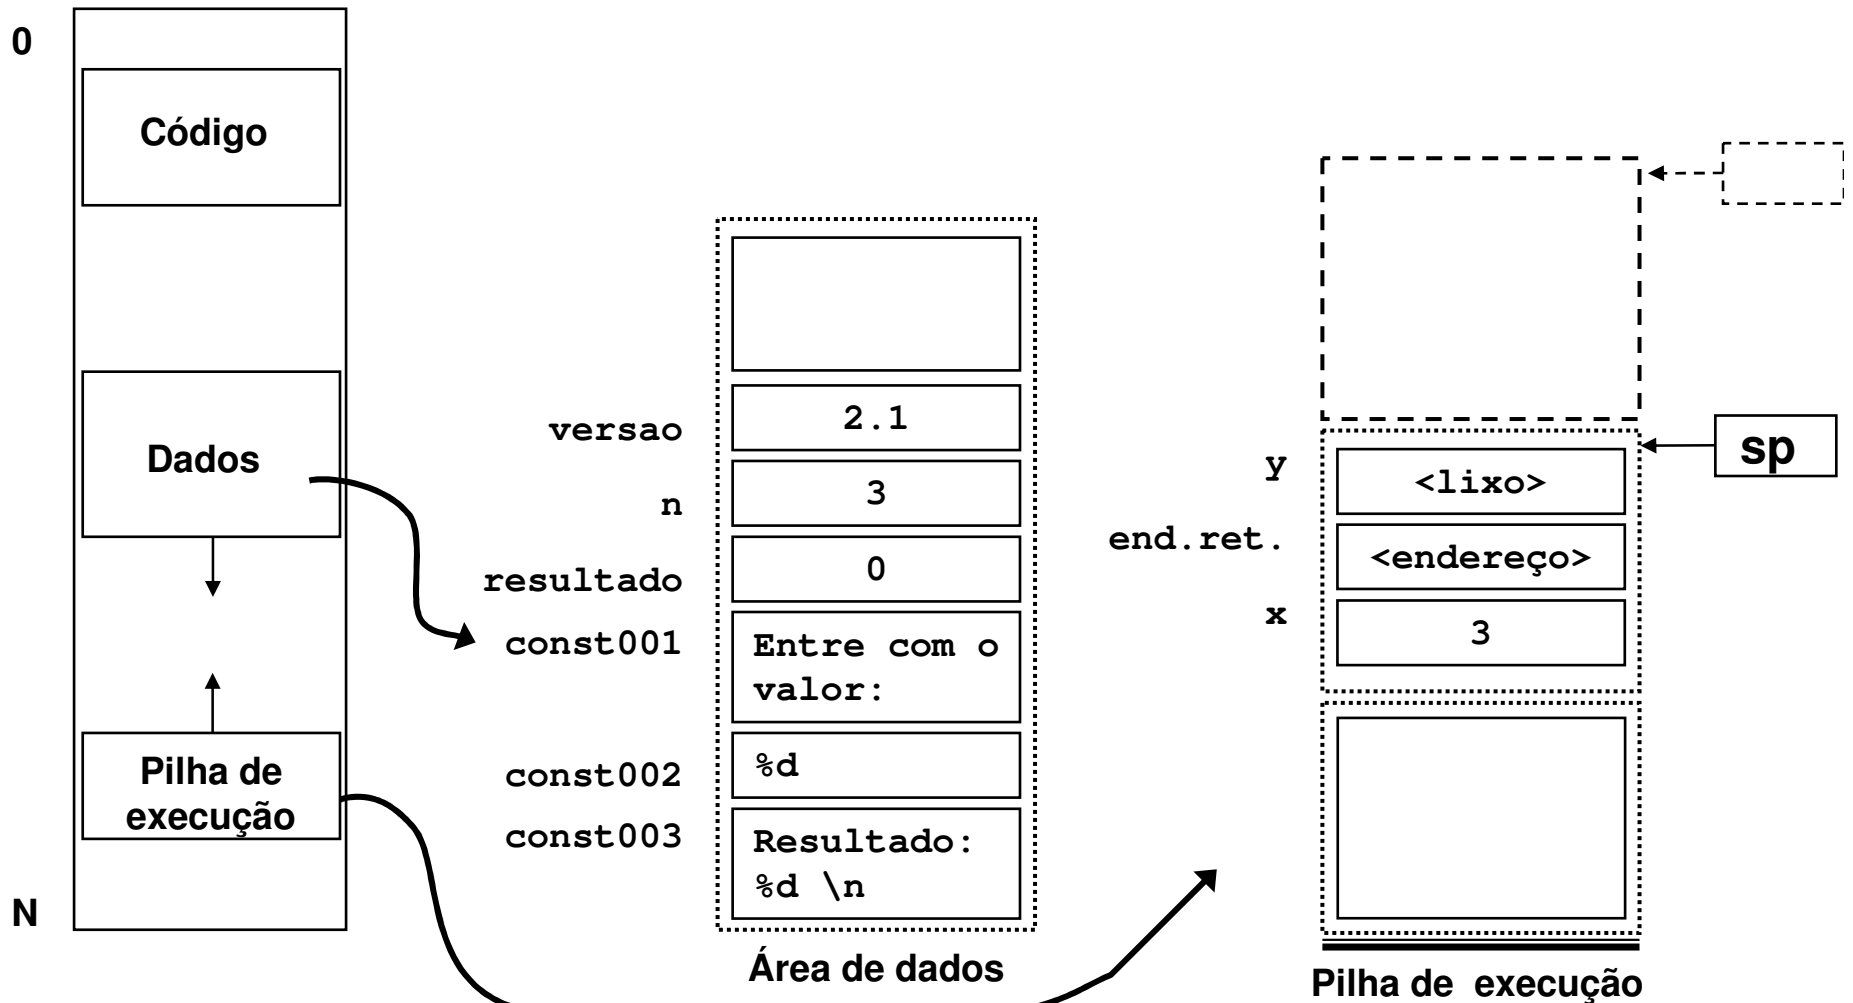 0
Código
Dados
Pilha de
execução
N
versao
2.1
n
3
resultado
0
const001
Entre com o
valor:
const002
%d
const003
Resultado:
%d \n
Área de dados
y
<lixo>
sp
end.ret.
<endereço>
x
3
Pilha de execução